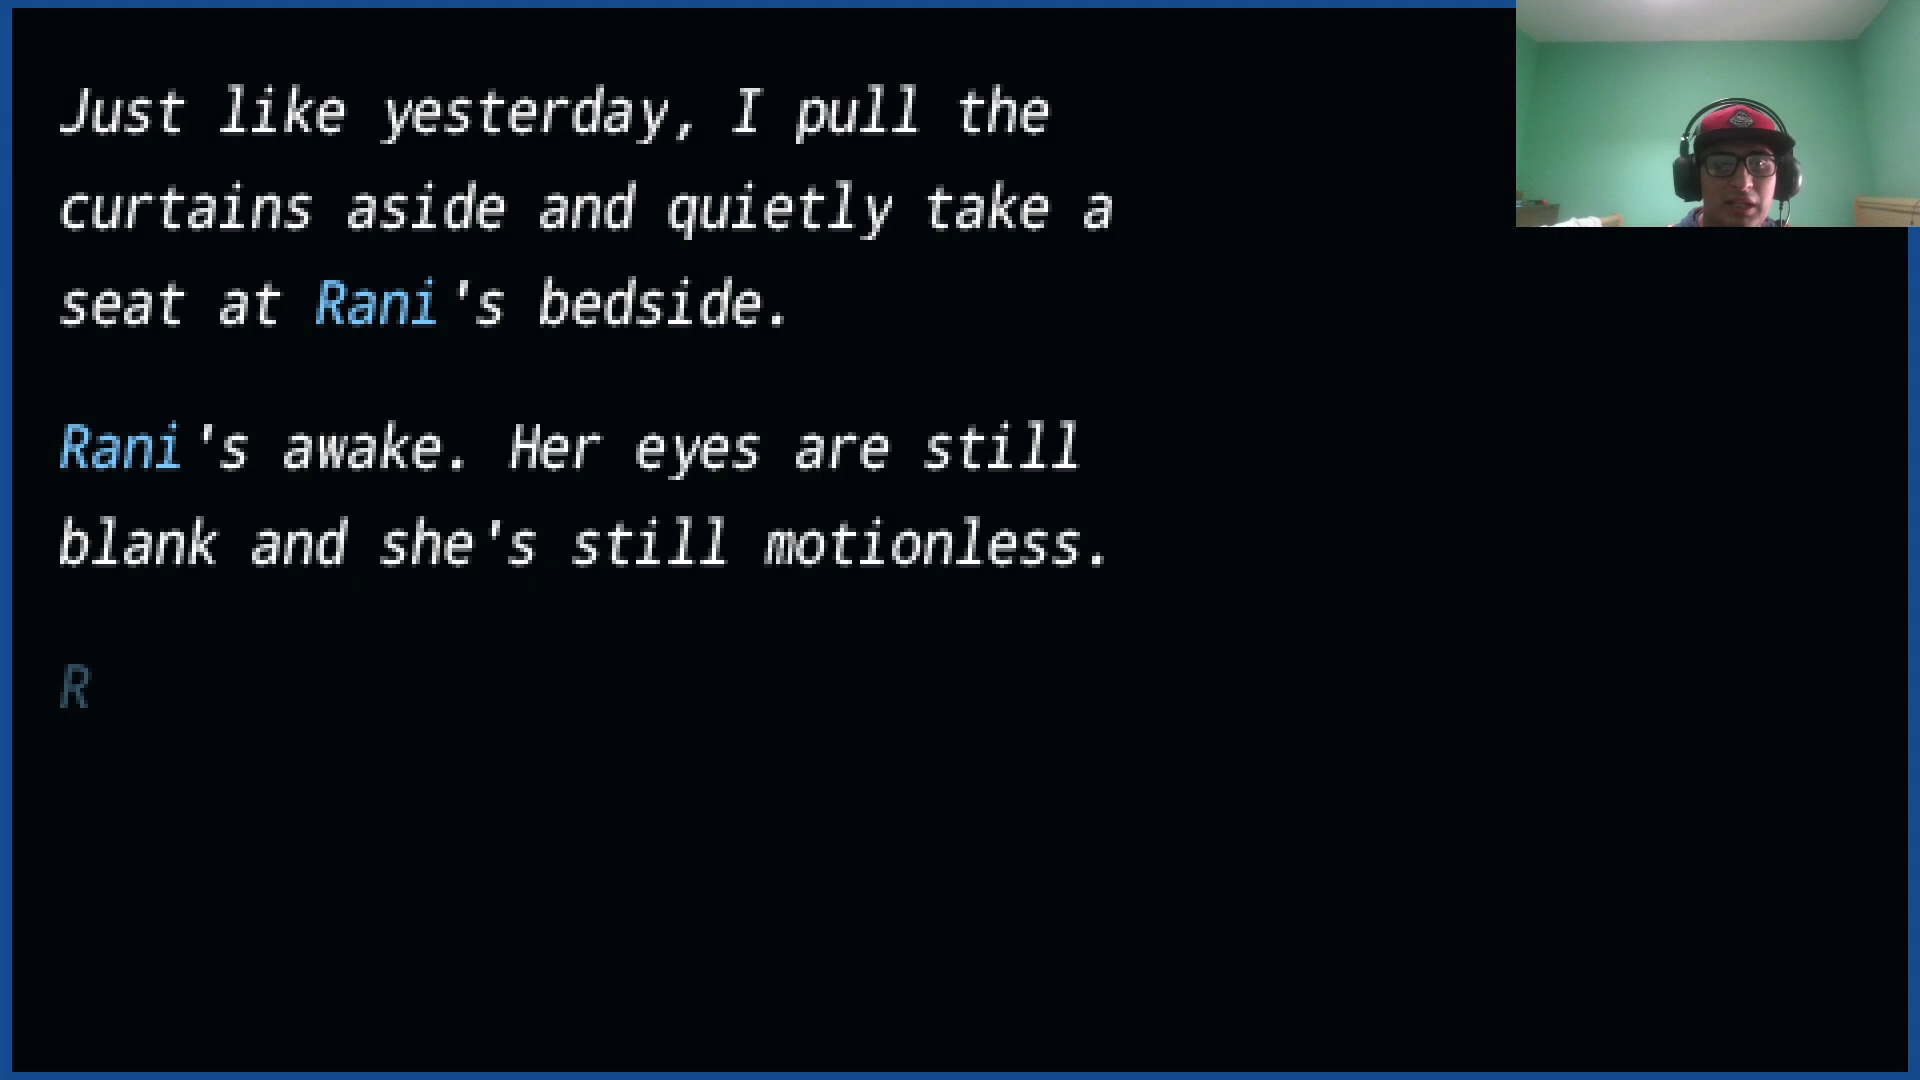 Just like yesterday, I pull the
curtains aside and quietly take a
seat at Rani's bedside.
Rani's awake. Her eyes are still
blank and she's still motionless.
R